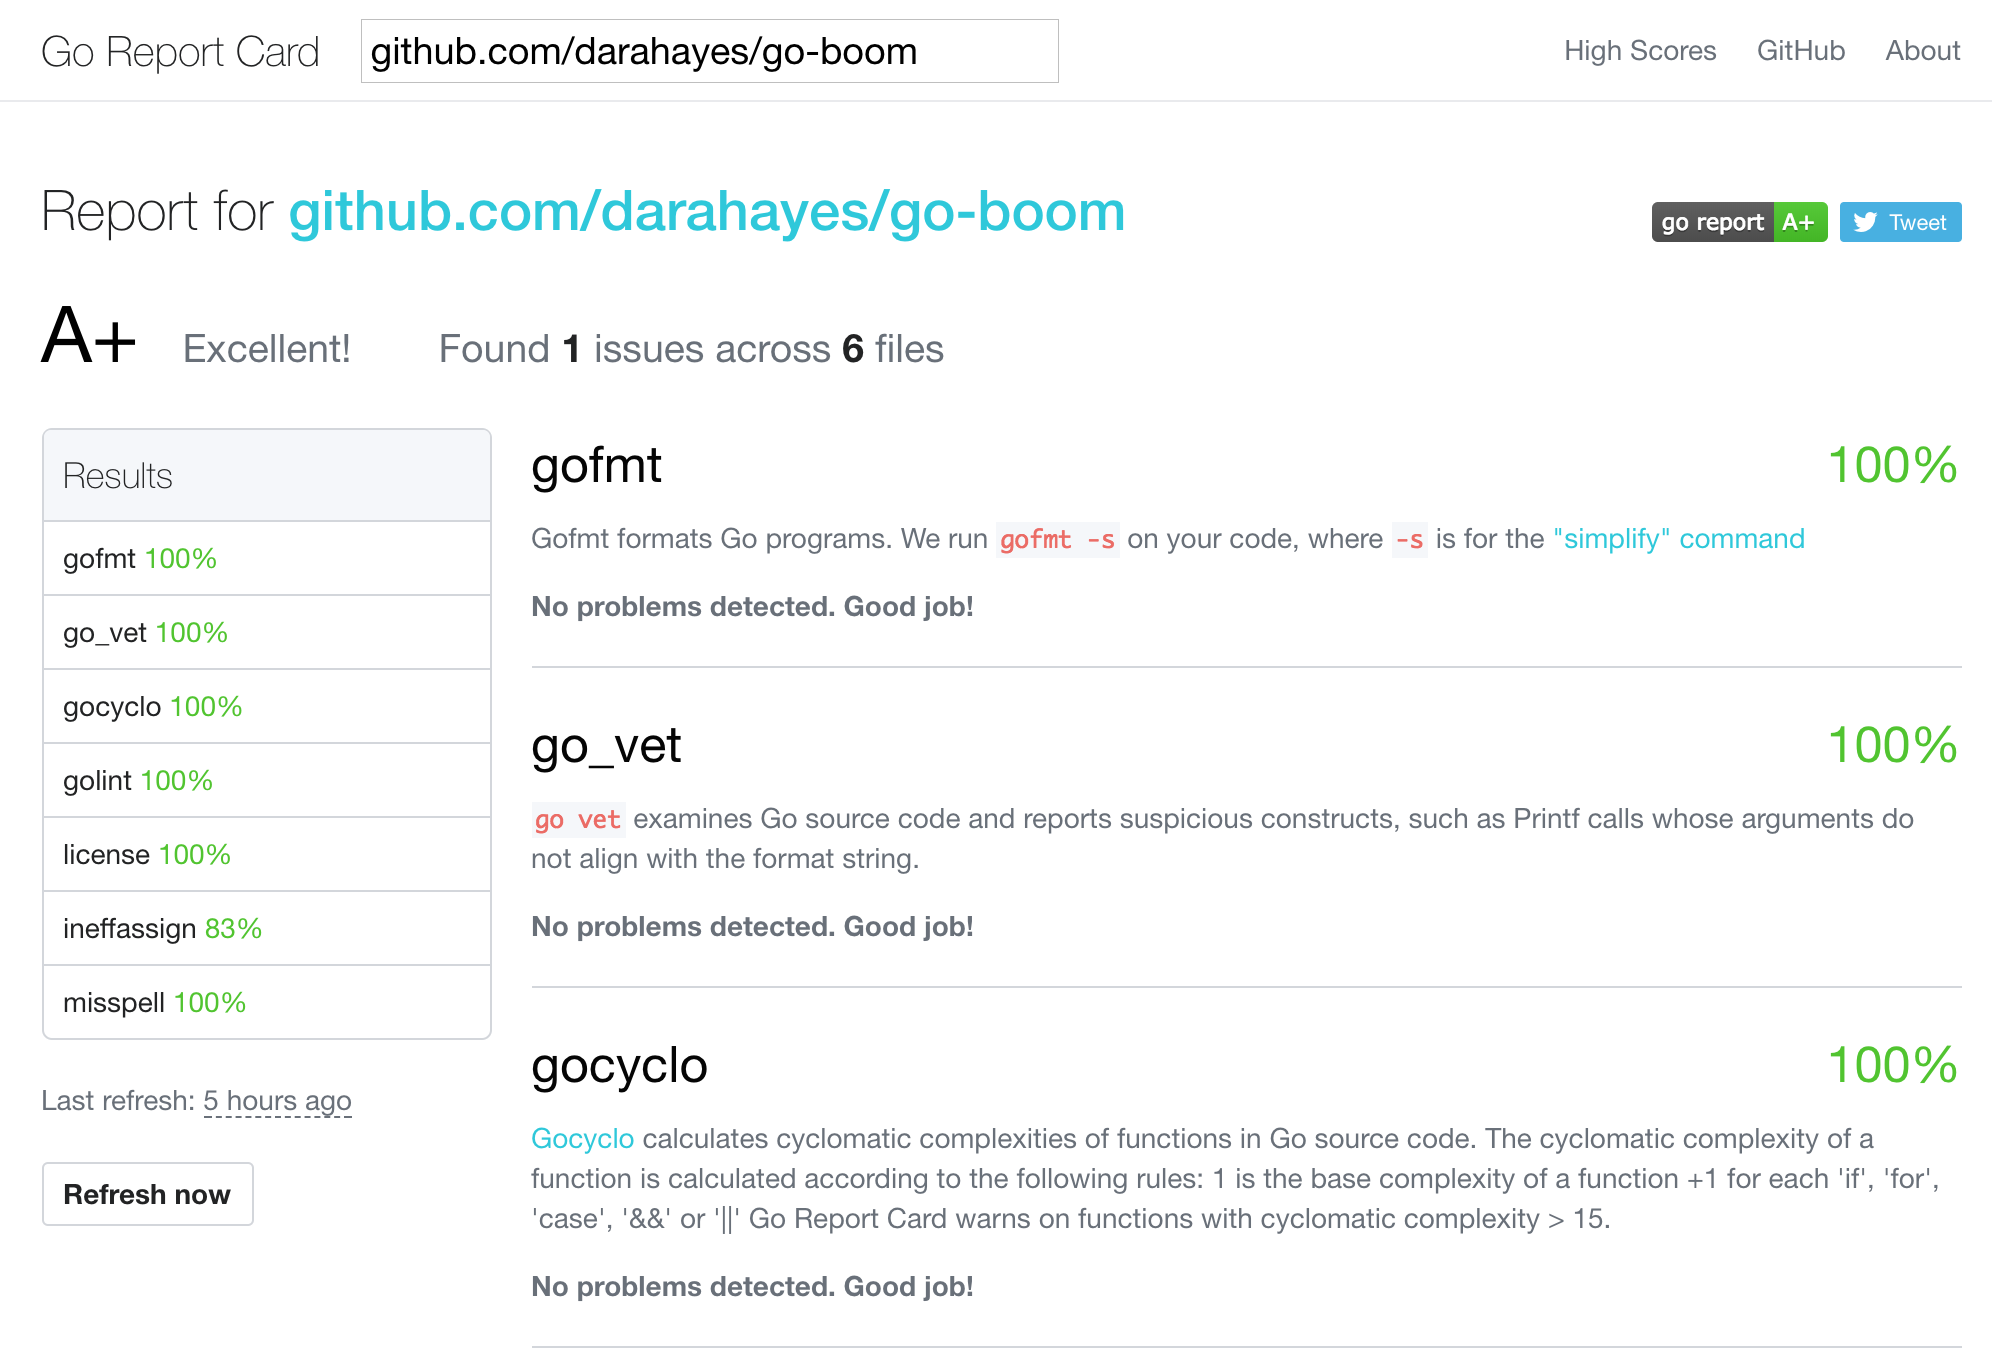 Go Report Card
github.com/darahayes/go-boom
High Scores
GitHub
About
Report for github.com/darahayes/go-boom
go report A+
Tweet
A+ Excellent! Found 1 issues across 6 files
Results
gofmt 100%
go_vet 100%
gocyclo 100%
golint 100%
license 100%
ineffassign 83%
misspell 100%
Last refresh: 5 hours ago
Refresh now
gofmt 100%
Gofmt formats Go programs. We run gofmt -s on your code, where -s is for the "simplify" command
No problems detected. Good job!
go_vet 100%
go vet examines Go source code and reports suspicious constructs, such as Printf calls whose arguments do
not align with the format string.
No problems detected. Good job!
gocyclo 100%
Gocyclo calculates cyclomatic complexities of functions in Go source code. The cyclomatic complexity of a
function is calculated according to the following rules: 1 is the base complexity of a function +1 for each 'if', 'for',
'case', '&&' or '||' Go Report Card warns on functions with cyclomatic complexity > 15.
No problems detected. Good job!